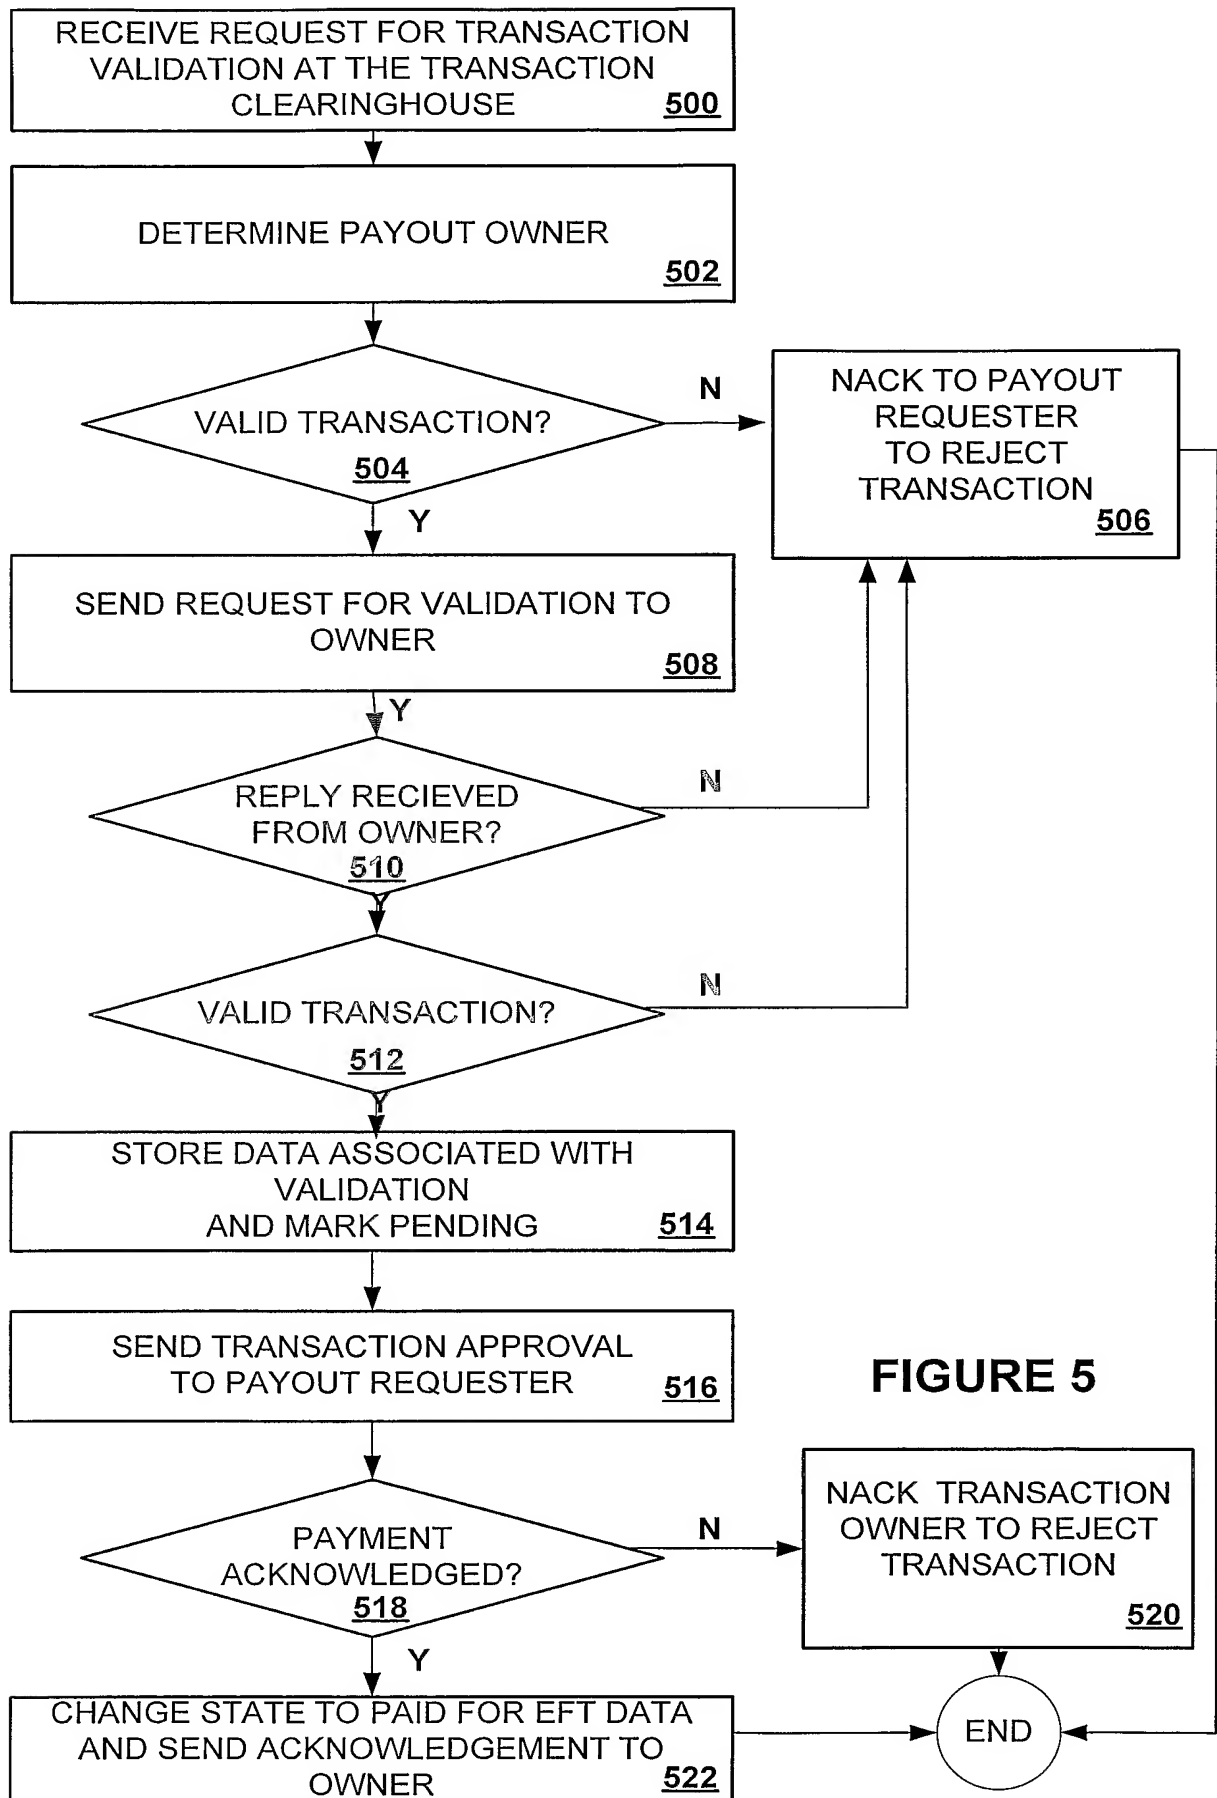 RECEIVE REQUEST FOR TRANSACTION
VALIDATION AT THE TRANSACTION
CLEARINGHOUSE
500
DETERMINE PAYOUT OWNER
502
VALID TRANSACTION?
504
N
Y
NACK TO PAYOUT
REQUESTER
TO REJECT
TRANSACTION
506
SEND REQUEST FOR VALIDATION TO
OWNER
508
Y
REPLY RECIEVED
FROM OWNER?
510
N
Y
VALID TRANSACTION?
512
N
Y
STORE DATA ASSOCIATED WITH
VALIDATION
AND MARK PENDING
514
SEND TRANSACTION APPROVAL
TO PAYOUT REQUESTER
516
FIGURE 5
PAYMENT
ACKNOWLEDGED?
518
N
Y
NACK TRANSACTION
OWNER TO REJECT
TRANSACTION
520
CHANGE STATE TO PAID FOR EFT DATA
AND SEND ACKNOWLEDGEMENT TO
OWNER
522
END